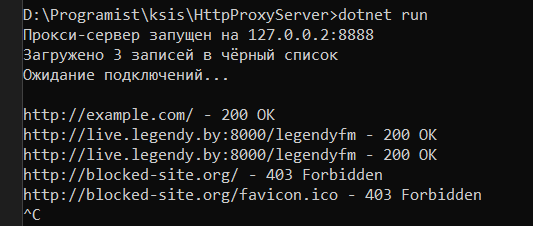 D:\Programist\ksis\HttpProxyServer>dotnet run
Прокси-сервер запущен на 127.0.0.2:8888
Загружено 3 записей в чёрный список
Ожидание подключений...
http://example.com/ - 200 OK
http://live.legendy.by:8000/legendyfm - 200 OK
http://live.legendy.by:8000/legendyfm - 200 OK
http://blocked-site.org/ - 403 Forbidden
http://blocked-site.org/favicon.ico - 403 Forbidden
^C